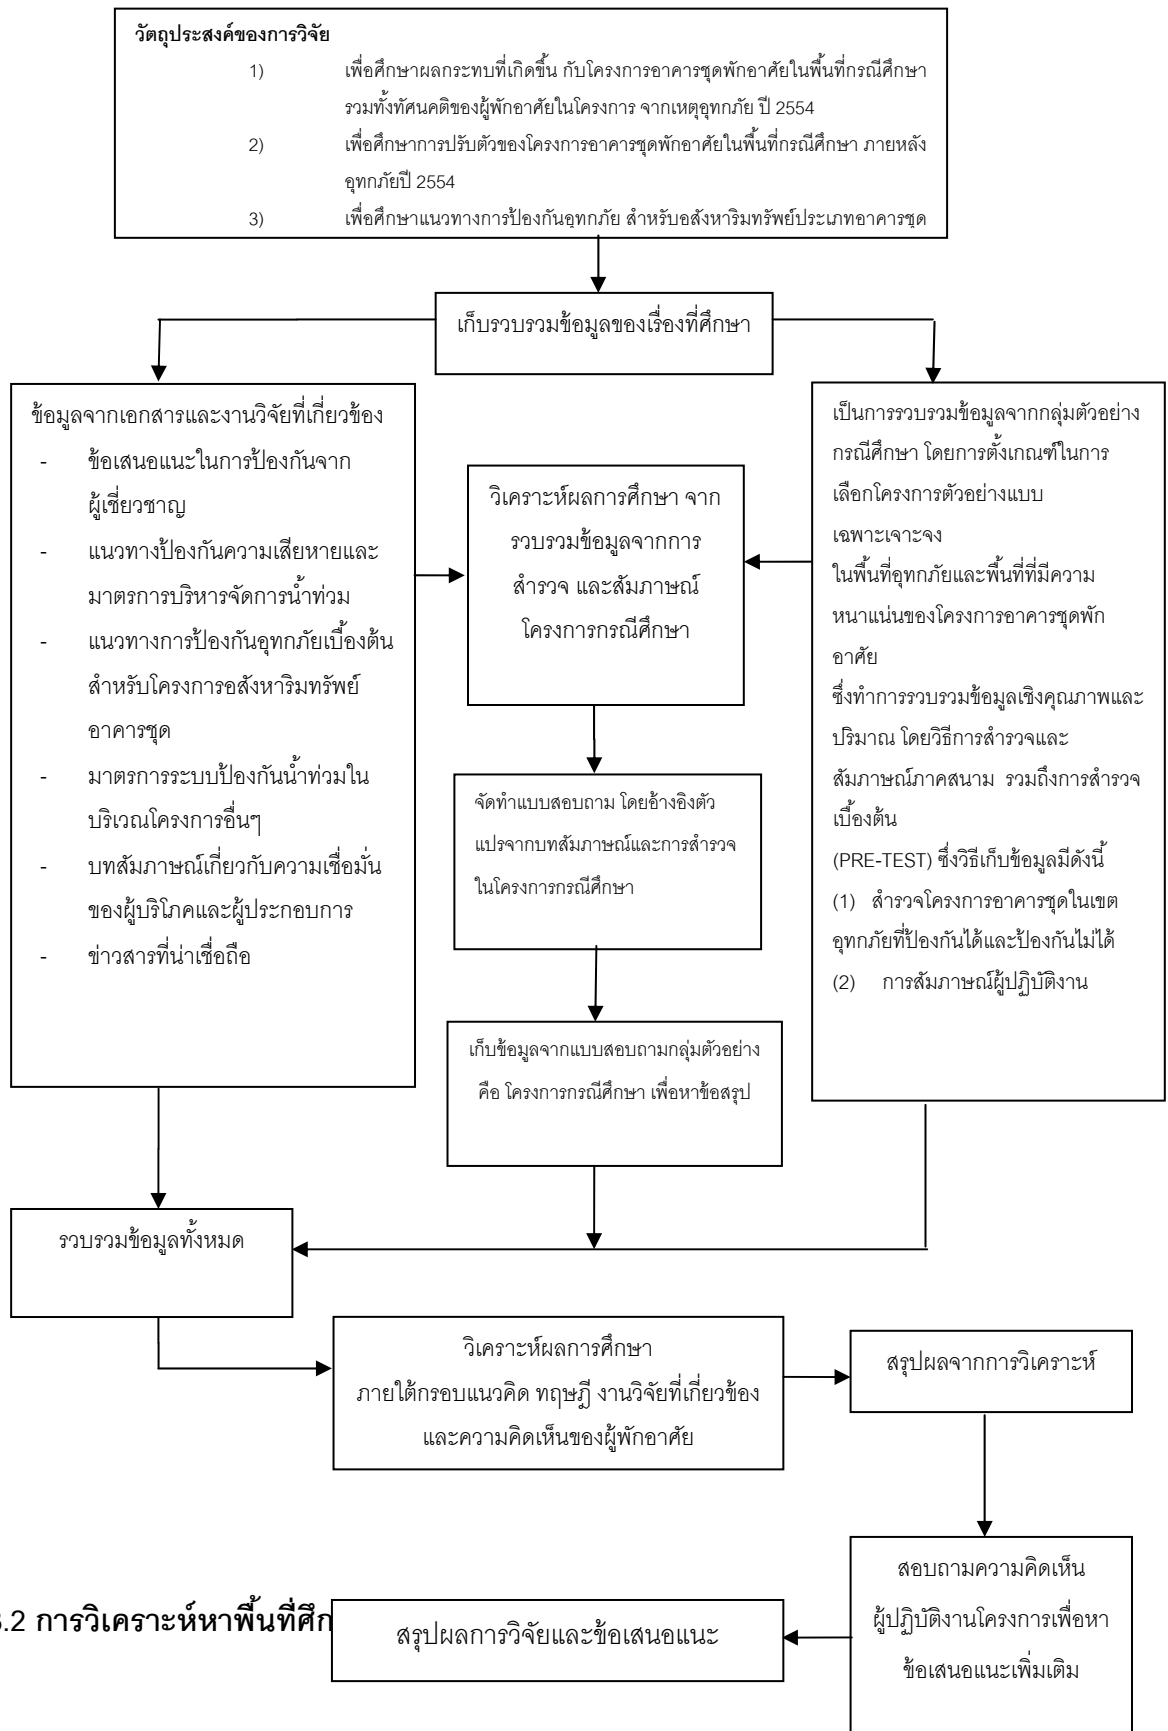 วัตถุประสงค์ของการวิจัย
1) เพื่อศึกษาผลกระทบที่เกิดขึ้น กับโครงการอาคารชุดพักอาศัยในพื้นที่กรณีศึกษา
รวมทั้งทัศนคติของผู้พักอาศัยในโครงการ จากเหตุอุทกภัย ปี 2554
2) เพื่อศึกษาการปรับตัวของโครงการอาคารชุดพักอาศัยในพื้นที่กรณีศึกษา ภายหลัง
อุทกภัยปี 2554
3) เพื่อศึกษาแนวทางการป้องกันอุทกภัย สำหรับอสังหาริมทรัพย์ประเภทอาคารชุด
เก็บรวบรวมข้อมูลของเรื่องที่ศึกษา
ข้อมูลจากเอกสารและงานวิจัยที่เกี่ยวข้อง
- ข้อเสนอแนะในการป้องกันจาก
ผู้เชี่ยวชาญ
- แนวทางป้องกันความเสียหายและ
มาตรการบริหารจัดการน้ำท่วม
- แนวทางการป้องกันอุทกภัยเบื้องต้น
สำหรับโครงการอสังหาริมทรัพย์
อาคารชุด
- มาตรการระบบป้องกันน้ำท่วมใน
บริเวณโครงการอื่นๆ
- บทสัมภาษณ์เกี่ยวกับความเชื่อมั่น
ของผู้บริโภคและผู้ประกอบการ
- ข่าวสารที่น่าเชื่อถือ
วิเคราะห์ผลการศึกษา จาก
รวบรวมข้อมูลจากการ
สำรวจ และสัมภาษณ์
โครงการกรณีศึกษา
เป็นการรวบรวมข้อมูลจากกลุ่มตัวอย่าง
กรณีศึกษา โดยการตั้งเกณฑ์ในการ
เลือกโครงการตัวอย่างแบบ
เฉพาะเจาะจง
ในพื้นที่อุทกภัยและพื้นที่ที่มีความ
หนาแน่นของโครงการอาคารชุดพัก
อาศัย
ซึ่งทำการรวบรวมข้อมูลเชิงคุณภาพและ
ปริมาณ โดยวิธีการสำรวจและ
สัมภาษณ์ภาคสนาม รวมถึงการสำรวจ
เบื้องต้น
(PRE-TEST) ซึ่งวิธีเก็บข้อมูลมีดังนี้
(1) สำรวจโครงการอาคารชุดในเขต
อุทกภัยที่ป้องกันได้และป้องกันไม่ได้
(2) การสัมภาษณ์ผู้ปฏิบัติงาน
จัดทำแบบสอบถาม โดยอ้างอิงตัว
แปรจากบทสัมภาษณ์และการสำรวจ
ในโครงการกรณีศึกษา
เก็บข้อมูลจากแบบสอบถามกลุ่มตัวอย่าง
คือ โครงการกรณีศึกษา เพื่อหาข้อสรุป
รวบรวมข้อมูลทั้งหมด
วิเคราะห์ผลการศึกษา
ภายใต้กรอบแนวคิด ทฤษฎี งานวิจัยที่เกี่ยวข้อง
และความคิดเห็นของผู้พักอาศัย
สรุปผลจากการวิเคราะห์
สอบถามความคิดเห็น
ผู้ปฏิบัติงานโครงการเพื่อหา
ข้อเสนอแนะเพิ่มเติม
.2 การวิเคราะห์หาพื้นที่ศึก
สรุปผลการวิจัยและข้อเสนอแนะ